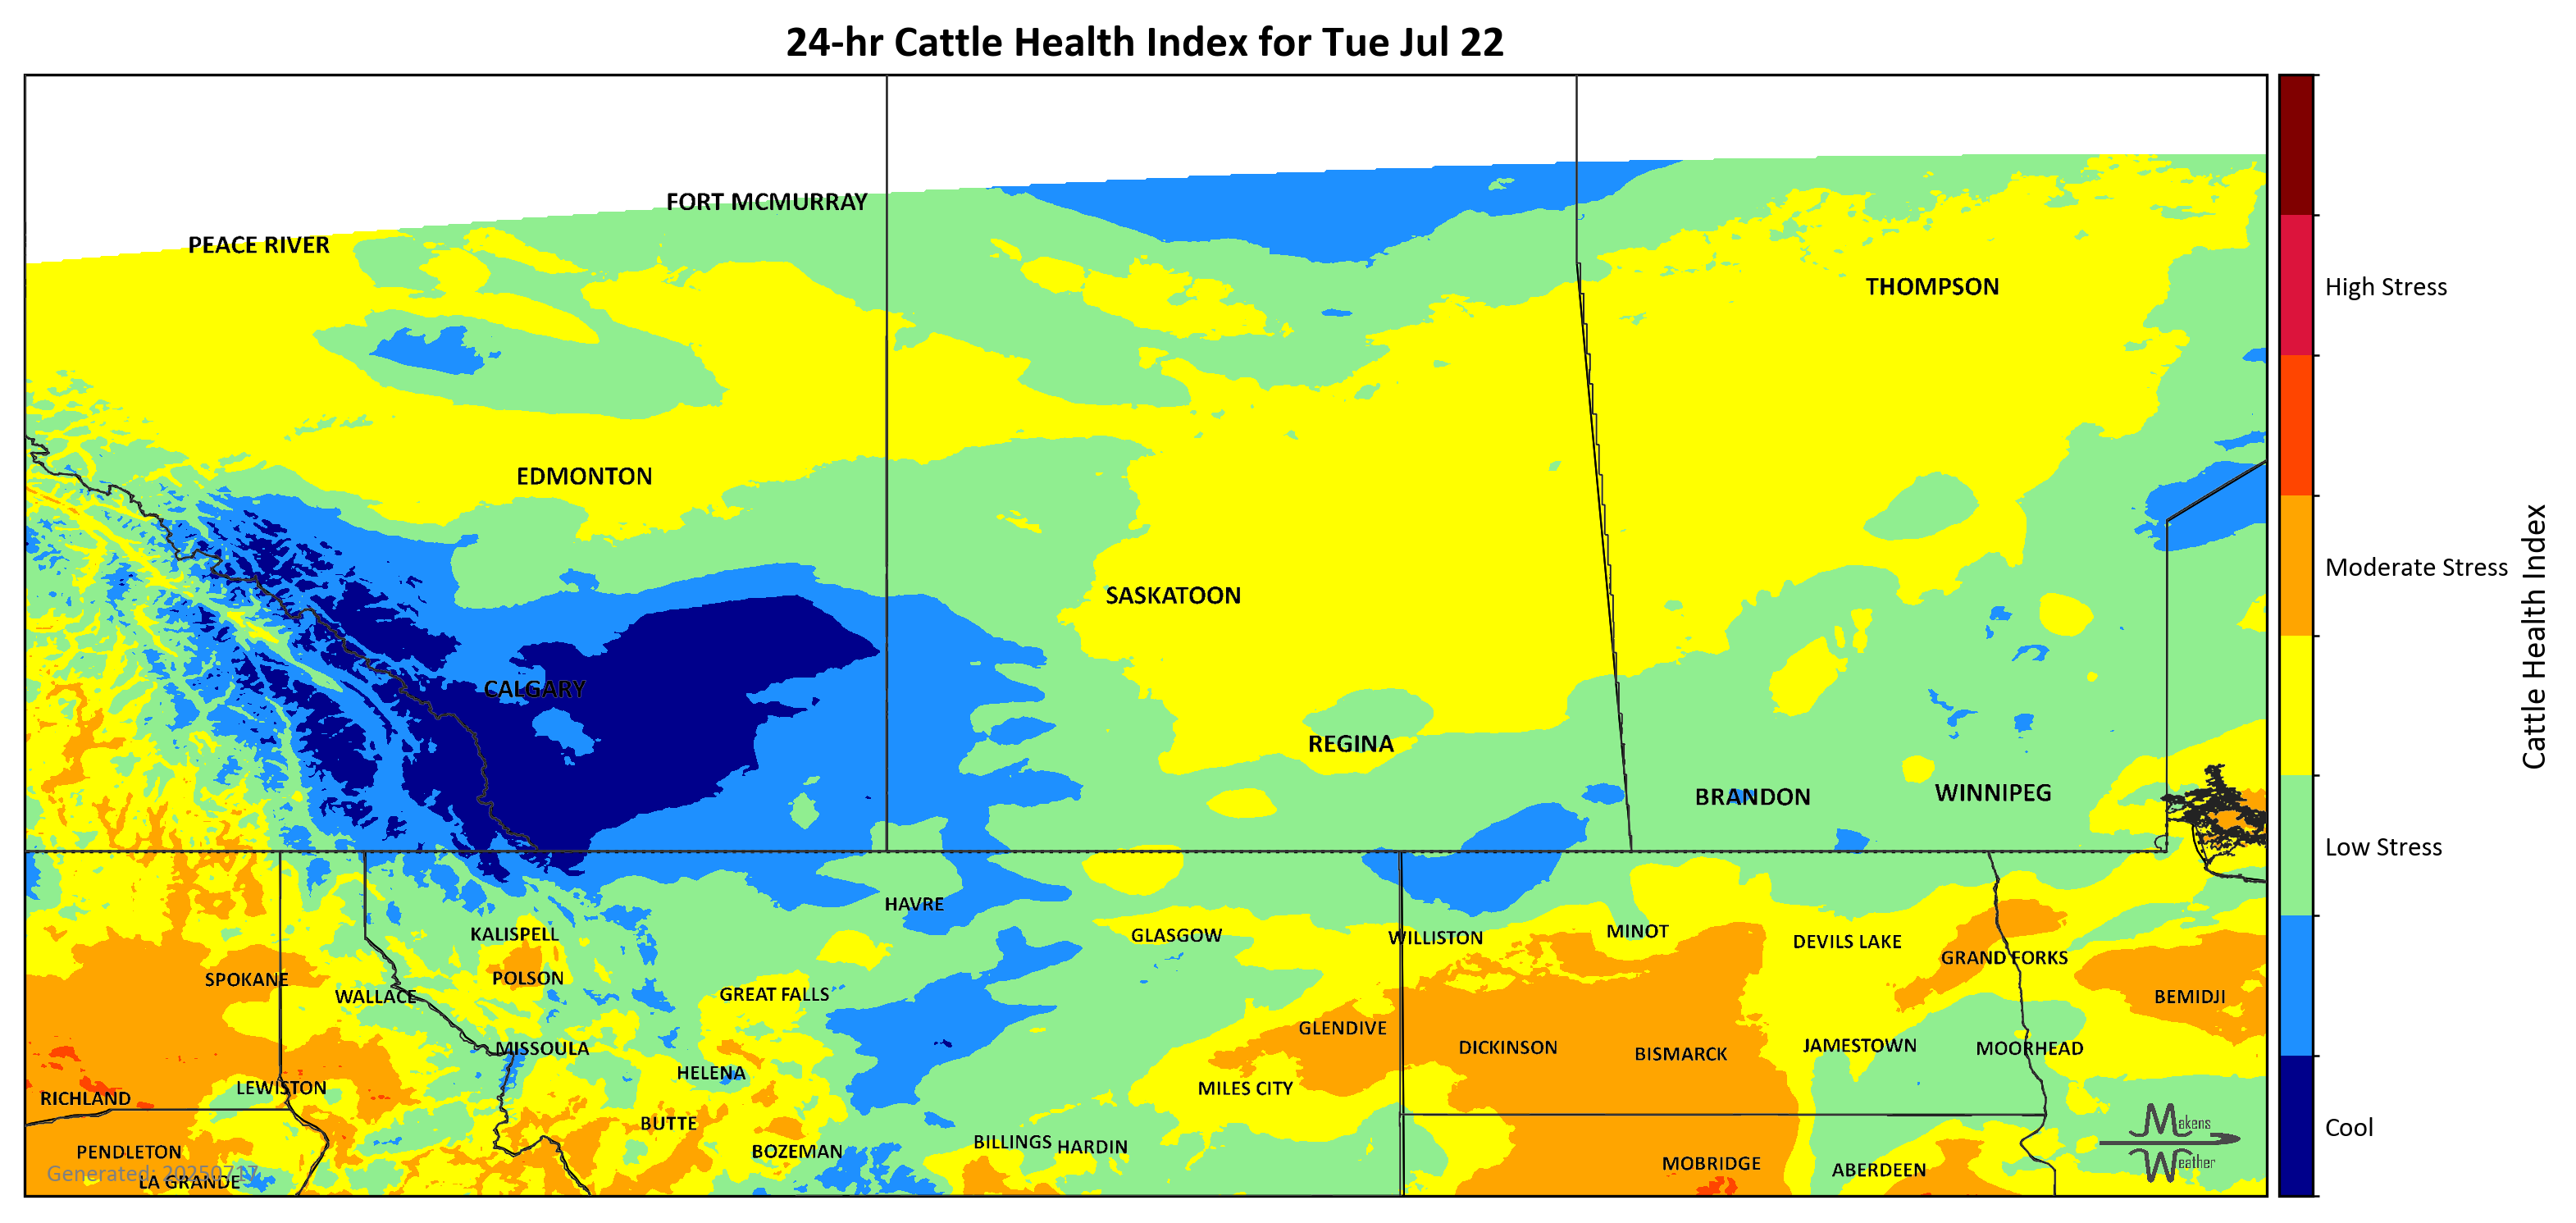 24-hr Cattle Health Index for Tue Jul 22
FORT MCMURRAY
PEACE RIVER
THOMPSON
High Stress
EDMONTON
Moderate Stress
SASKATOON
Cattle Health Index
CALGARY
REGINA
BRANDON
WINNIPEG
Low Stress
HAVRE
KALISPELL
GLASGOW
WILLISTON
MINOT
DEVILS LAKE
GRAND FORKS
SPOKANE
POLSON
WALLACE
GREAT FALLS
BEMIDJI
GLENDIVE
MISSOULA
DICKINSON
BISMARCK
JAMESTOWN
MOORHEAD
HELENA
LEWISTON
MILES CITY
RICHLAND
BUTTE
Makens
Weather
Cool
BILLINGS
HARDIN
PENDLETON
BOZEMAN
MOBRIDGE
ABERDEEN
Generated: 20250717
LA GRANDE